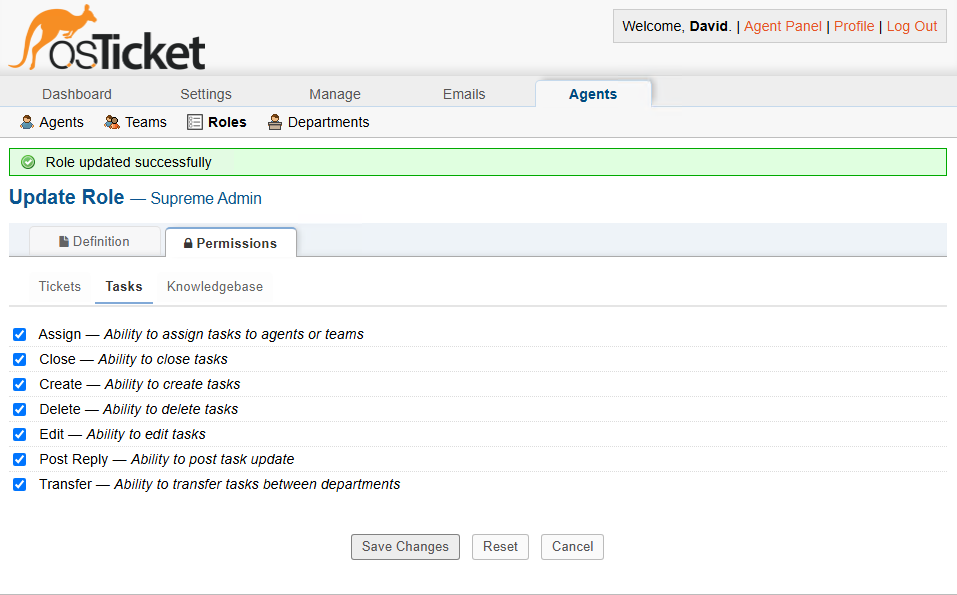 osTicket
Welcome, David. | Agent Panel | Profile | Log Out
Dashboard Settings Manage Emails Agents
Agents Teams Roles Departments
Role updated successfully
Update Role — Supreme Admin
Definition Permissions
Tickets Tasks Knowledgebase
Assign — Ability to assign tasks to agents or teams
Close — Ability to close tasks
Create — Ability to create tasks
Delete — Ability to delete tasks
Edit — Ability to edit tasks
Post Reply — Ability to post task update
Transfer — Ability to transfer tasks between departments
Save Changes Reset Cancel